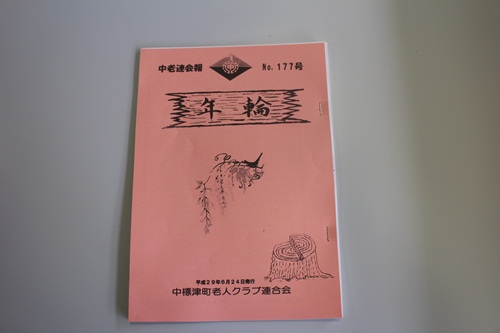 中老連会報 No.177号
年輪
平成29年6月24日発行
中標津町老人クラブ連合会